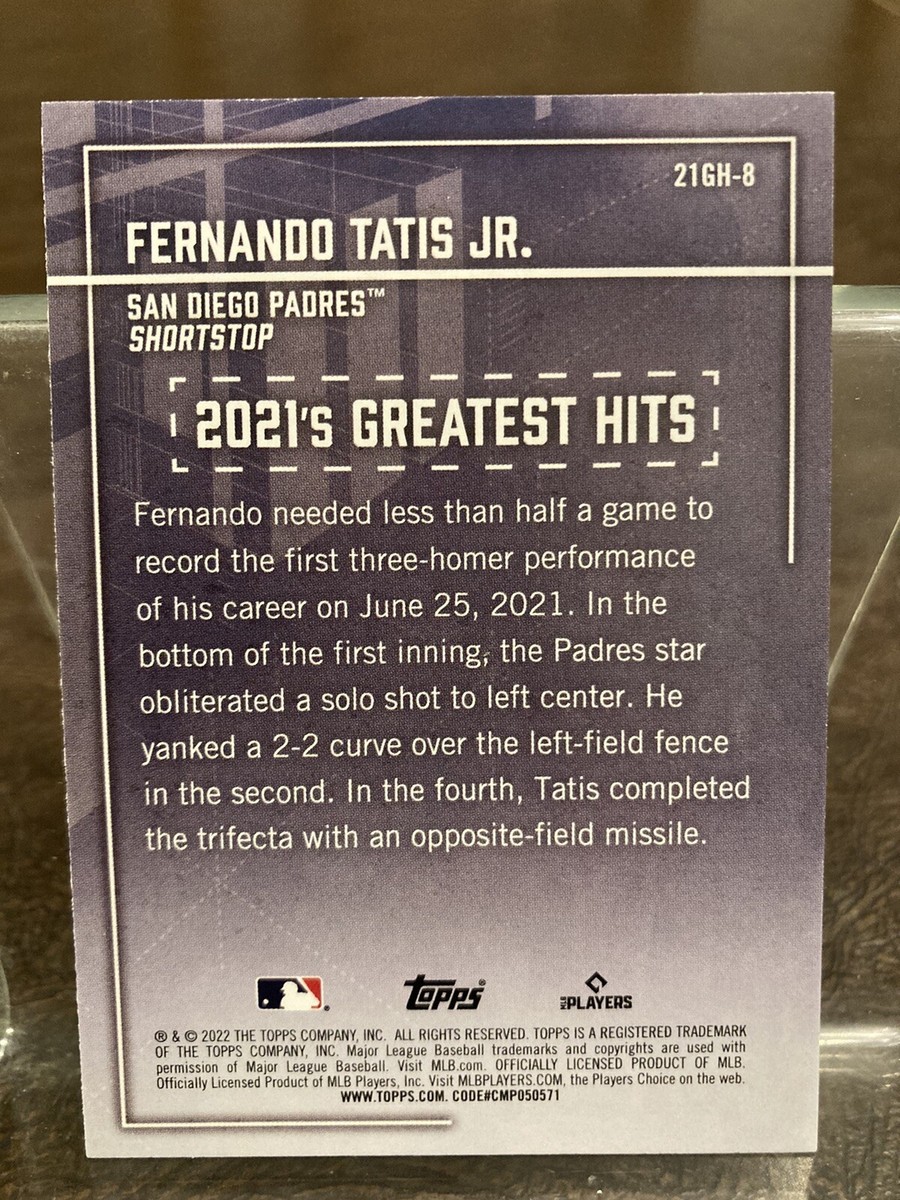 21GH-8
FERNANDO TATIS JR.
SAN DIEGO PADRES™
SHORTSTOP
2021's GREATEST HITS
Fernando needed less than half a game to
record the first three-homer performance
of his career on June 25, 2021. In the
bottom of the first inning, the Padres star
obliterated a solo shot to left center. He
yanked a 2-2 curve over the left-field fence
in the second. In the fourth, Tatis completed
the trifecta with an opposite-field missile.
topps®
MLB PLAYERS
® & © 2022 THE TOPPS COMPANY, INC. ALL RIGHTS RESERVED. TOPPS IS A REGISTERED TRADEMARK
OF THE TOPPS COMPANY, INC. Major League Baseball trademarks and copyrights are used with
permission of Major League Baseball. Visit MLB.com. OFFICIALLY LICENSED PRODUCT OF MLB.
Officially Licensed Product of MLB Players, Inc. Visit MLBPLAYERS.COM, the Players Choice on the web.
WWW.TOPPS.COM. CODE#CMP050571